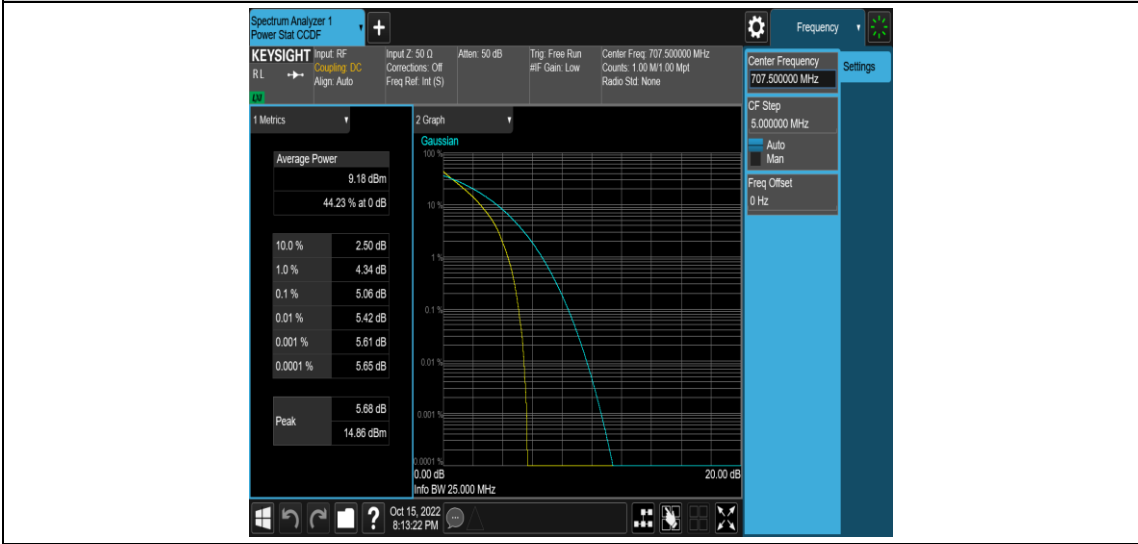 Spectrum Analyzer 1
Power Stat CCDF
+
Frequency
KEYSIGHT
Input: RF
Input Z: 50 Ω
Atten: 50 dB
Trig: Free Run
Center Freq: 707.500000 MHz
R L
Coupling: DC
Corrections: Off
#IF Gain: Low
Counts: 1.00 M/1.00 Mpt
Align: Auto
Freq Ref: Int (S)
Radio Std: None
Center Frequency
707.500000 MHz
Settings
CF Step
5.000000 MHz
Auto
Man
Freq Offset
0 Hz
1 Metrics
2 Graph
Average Power
9.18 dBm
44.23 % at 0 dB
10.0 % 2.50 dB
1.0 % 4.34 dB
0.1 % 5.06 dB
0.01 % 5.42 dB
0.001 % 5.61 dB
0.0001 % 5.65 dB
Peak
5.68 dB
14.86 dBm
Gaussian
100 %
10 %
1 %
0.1 %
0.01 %
0.001 %
0.0001 %
0.00 dB
20.00 dB
Info BW 25.000 MHz
?
Oct 15, 2022
8:13:22 PM